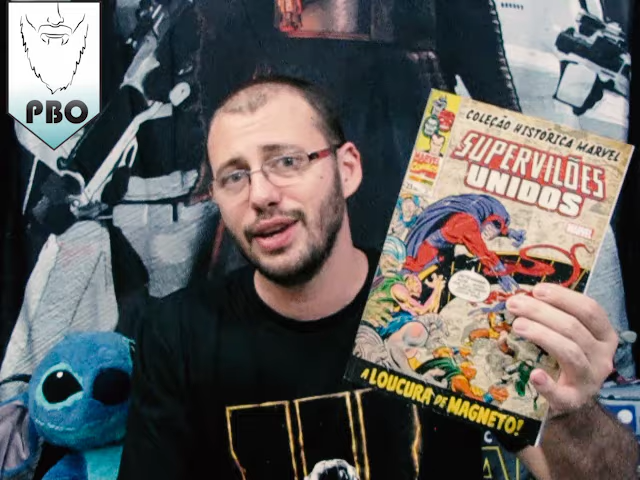 PBO
COLEÇÃO HISTÓRICA MARVEL
SUPERVILÕES
UNIDOS
MARVEL
A LOUCURA DE MAGNETO!